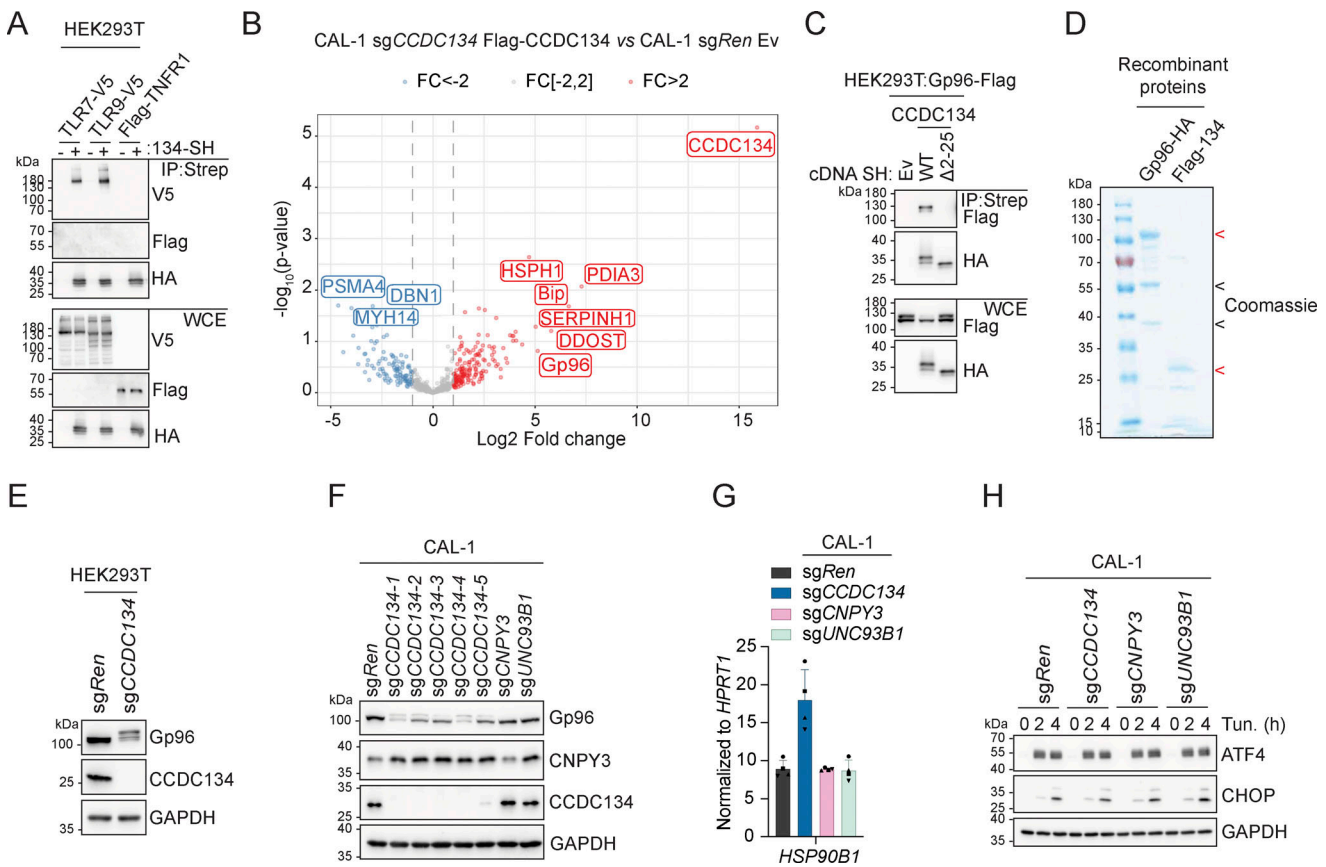 A
HEK293T
TLR7-V5
TLR9-V5
Flag-TNFR1
kDa
- + - + - + :134-SH
IP:Strep
180
130
100
70
V5
70
55
Flag
40
35
25
HA
WCE
180
130
100
70
V5
70
55
Flag
40
35
25
HA
B
CAL-1 sgCCDC134 Flag-CCDC134 vs CAL-1 sgRen Ev
FC<-2
FC[-2,2]
FC>2
-log10(p-value)
5
4
3
2
1
0
CCDC134
HSPH1
PDIA3
PSMA4
DBN1
Bip
MYH14
SERPINH1
DDOST
Gp96
-5 0 5 10 15
Log2 Fold change
C
HEK293T:Gp96-Flag
CCDC134
cDNA SH: Ev WT Δ2-25
kDa
IP:Strep
180
130
100
Flag
40
35
25
HA
WCE
180
130
100
Flag
40
35
25
HA
D
Recombinant
proteins
Gp96-HA
Flag-134
kDa
180
130
100
70
55
40
35
25
15
10
<
<
<
<
Coomassie
E
HEK293T
sgRen
sgCCDC134
kDa
100
Gp96
25
CCDC134
35
GAPDH
F
CAL-1
sgRen
sgCCDC134-1
sgCCDC134-2
sgCCDC134-3
sgCCDC134-4
sgCCDC134-5
sgCNPY3
sgUNC93B1
kDa
100
Gp96
40
35
CNPY3
40
35
25
CCDC134
40
35
GAPDH
G
CAL-1
sgRen
sgCCDC134
sgCNPY3
sgUNC93B1
Normalized to HPRT1
25
20
15
10
5
0
HSP90B1
H
CAL-1
sgRen
sgCCDC134
sgCNPY3
sgUNC93B1
kDa
0 2 4 0 2 4 0 2 4 0 2 4 Tun. (h)
70
55
40
ATF4
35
25
CHOP
35
GAPDH